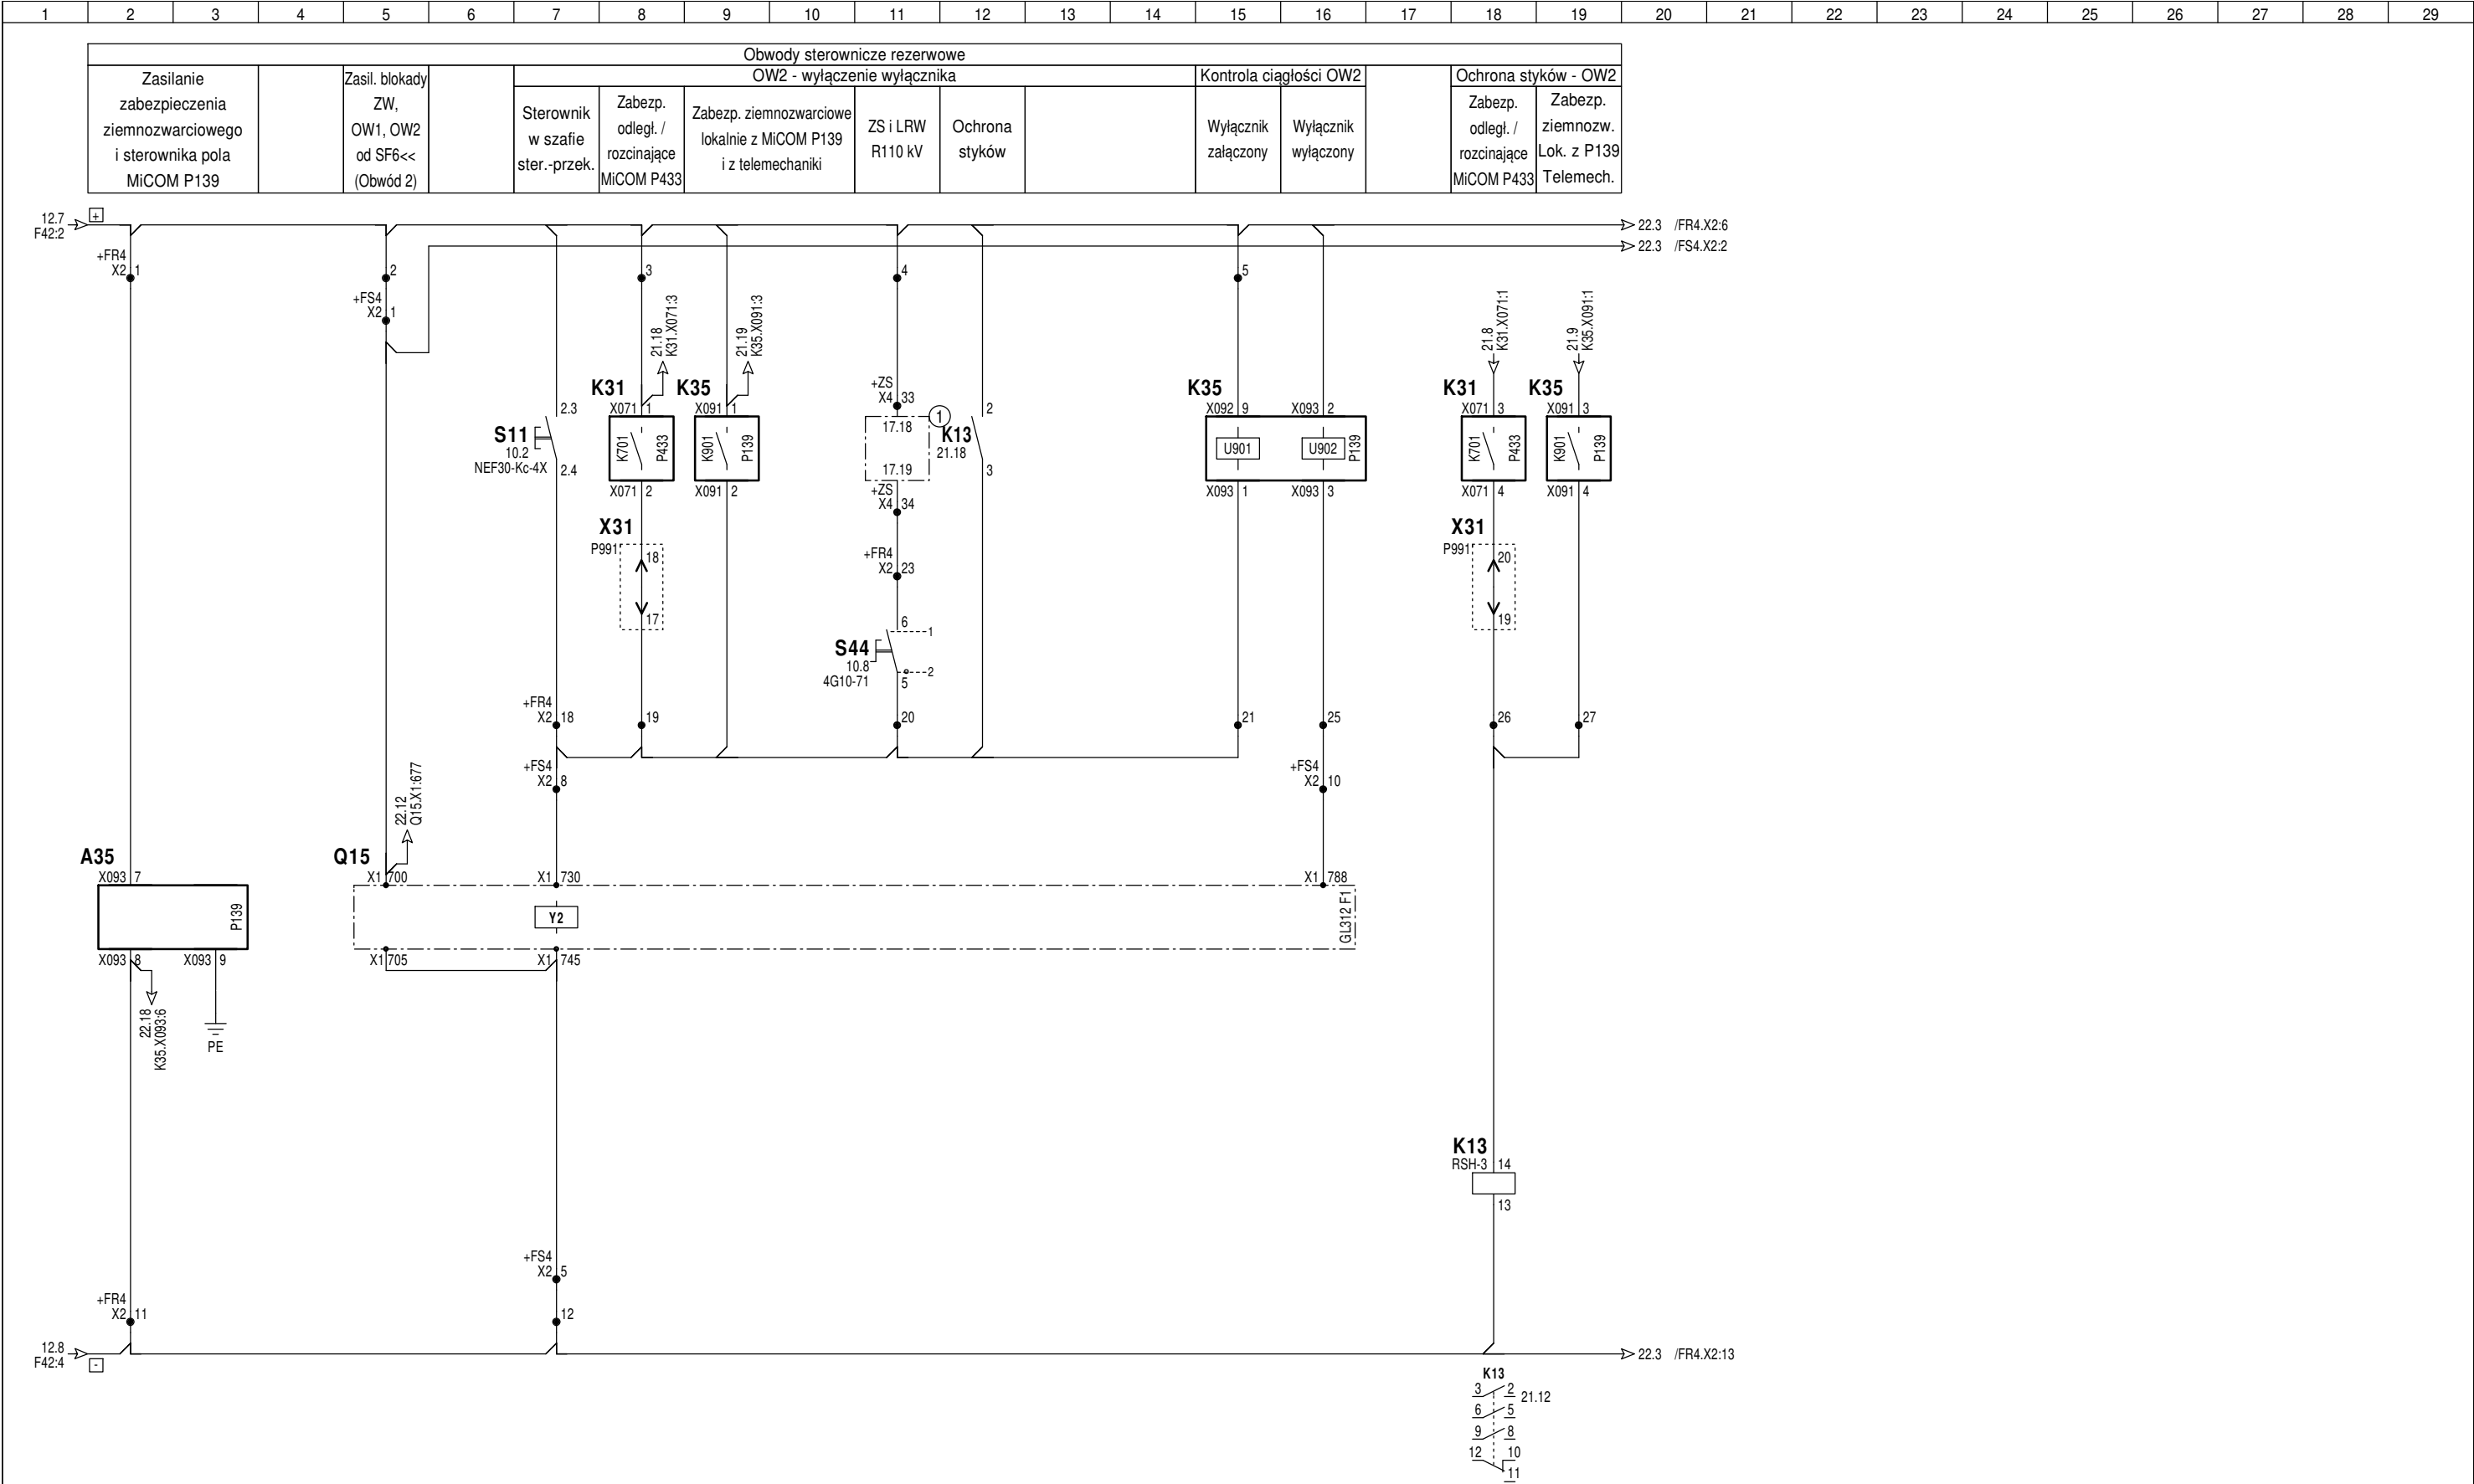 1 2 3 4 5 6 7 8 9 10 11 12 13 14 15 16 17 18 19 20 21 22 23 24 25 26 27 28 29
Obwody sterownicze rezerwowe
Zasilanie
zabezpieczenia
ziemnozwarciowego
i sterownika pola
MiCOM P139
Zasil. blokady
ZW,
OW1, OW2
od SF6<<
(Obwód 2)
OW2 - wyłączenie wyłącznika
Sterownik
w szafie
ster.-przek.
Zabezp.
odległ. /
rozcinające
MiCOM P433
Zabezp. ziemnozwarciowe
lokalnie z MiCOM P139
i z telemechaniki
ZS i LRW
R110 kV
Ochrona
styków
Kontrola ciągłości OW2
Wyłącznik
załączony
Wyłącznik
wyłączony
Ochrona styków - OW2
Zabezp.
odległ. /
rozcinające
MiCOM P433
Zabezp.
ziemnozw.
Lok. z P139
Telemech.
12.7
F42:2
+
22.3 /FR4.X2:6
22.3 /FS4.X2:2
+FR4
X2 1
2
+FS4
X2 1
3
4
5
21.18
K31.X071:3
21.19
K35.X091:3
21.8
K31.X071:1
21.9
K35.X091:1
S11
10.2
NEF30-Kc-4X
2.3
2.4
K31
X071 1
K701
P433
X071 2
K35
X091 1
K901
P139
X091 2
+ZS
X4 33
1
17.18
17.19
+ZS
X4 34
K13
21.18
2
3
K35
X092 9
X093 2
U901
U902
P139
X093 1
X093 3
K31
X071 3
K701
P433
X071 4
K35
X091 3
K901
P139
X091 4
X31
P991
18
17
+FR4
X2 23
X31
P991
20
19
S44
10.8
4G10-71
6
1
2
5
+FR4
X2 18
19
20
21
25
26
27
+FS4
X2 8
+FS4
X2 10
22.12
Q15.X1:677
A35
X093 7
P139
X093 8
X093 9
22.18
K35.X093:6
PE
Q15
X1 700
X1 730
X1 788
Y2
GL312 F1
X1 705
X1 745
K13
RSH-3 14
13
+FS4
X2 5
+FR4
X2 11
12
12.8
F42:4
-
22.3 /FR4.X2:13
K13
3 2 21.12
6 5
9 8
12 10
11